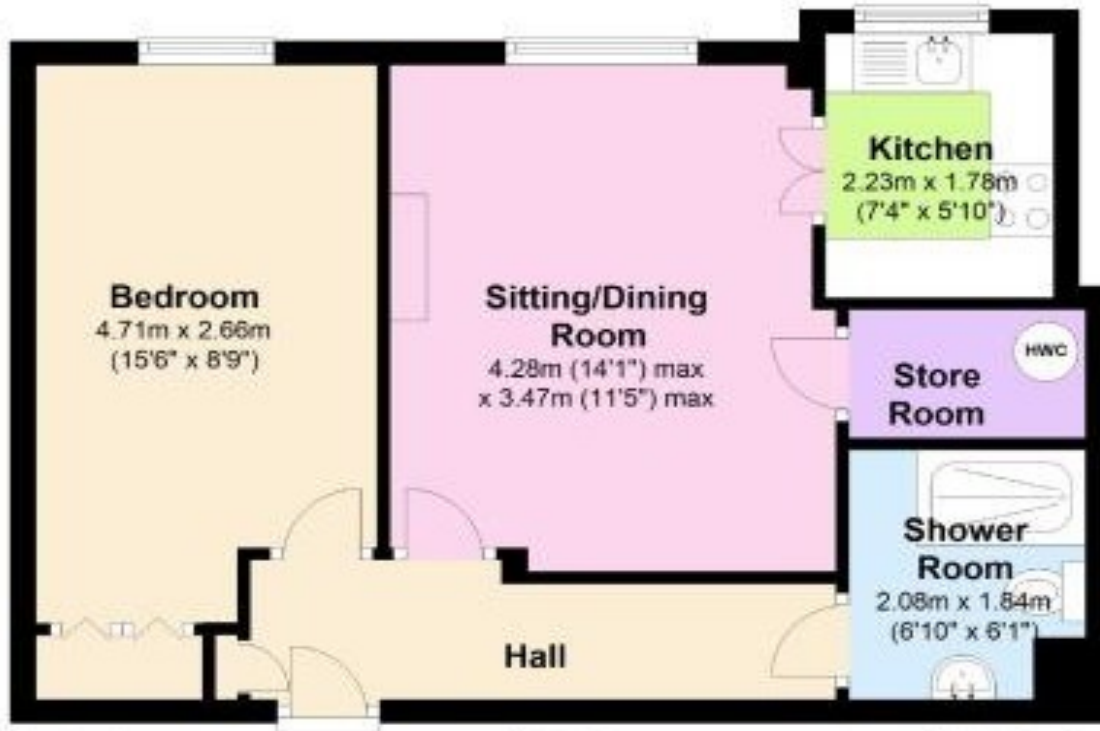 Kitchen
2.23m x 1.78m
(7'4" x 5'10")
Bedroom
4.71m x 2.66m
(15'6" x 8'9")
Sitting/Dining
Room
4.28m (14'1") max
x 3.47m (11'5") max
HWC
Store
Room
Shower
Room
2.08m x 1.84m
(6'10" x 6'1")
Hall